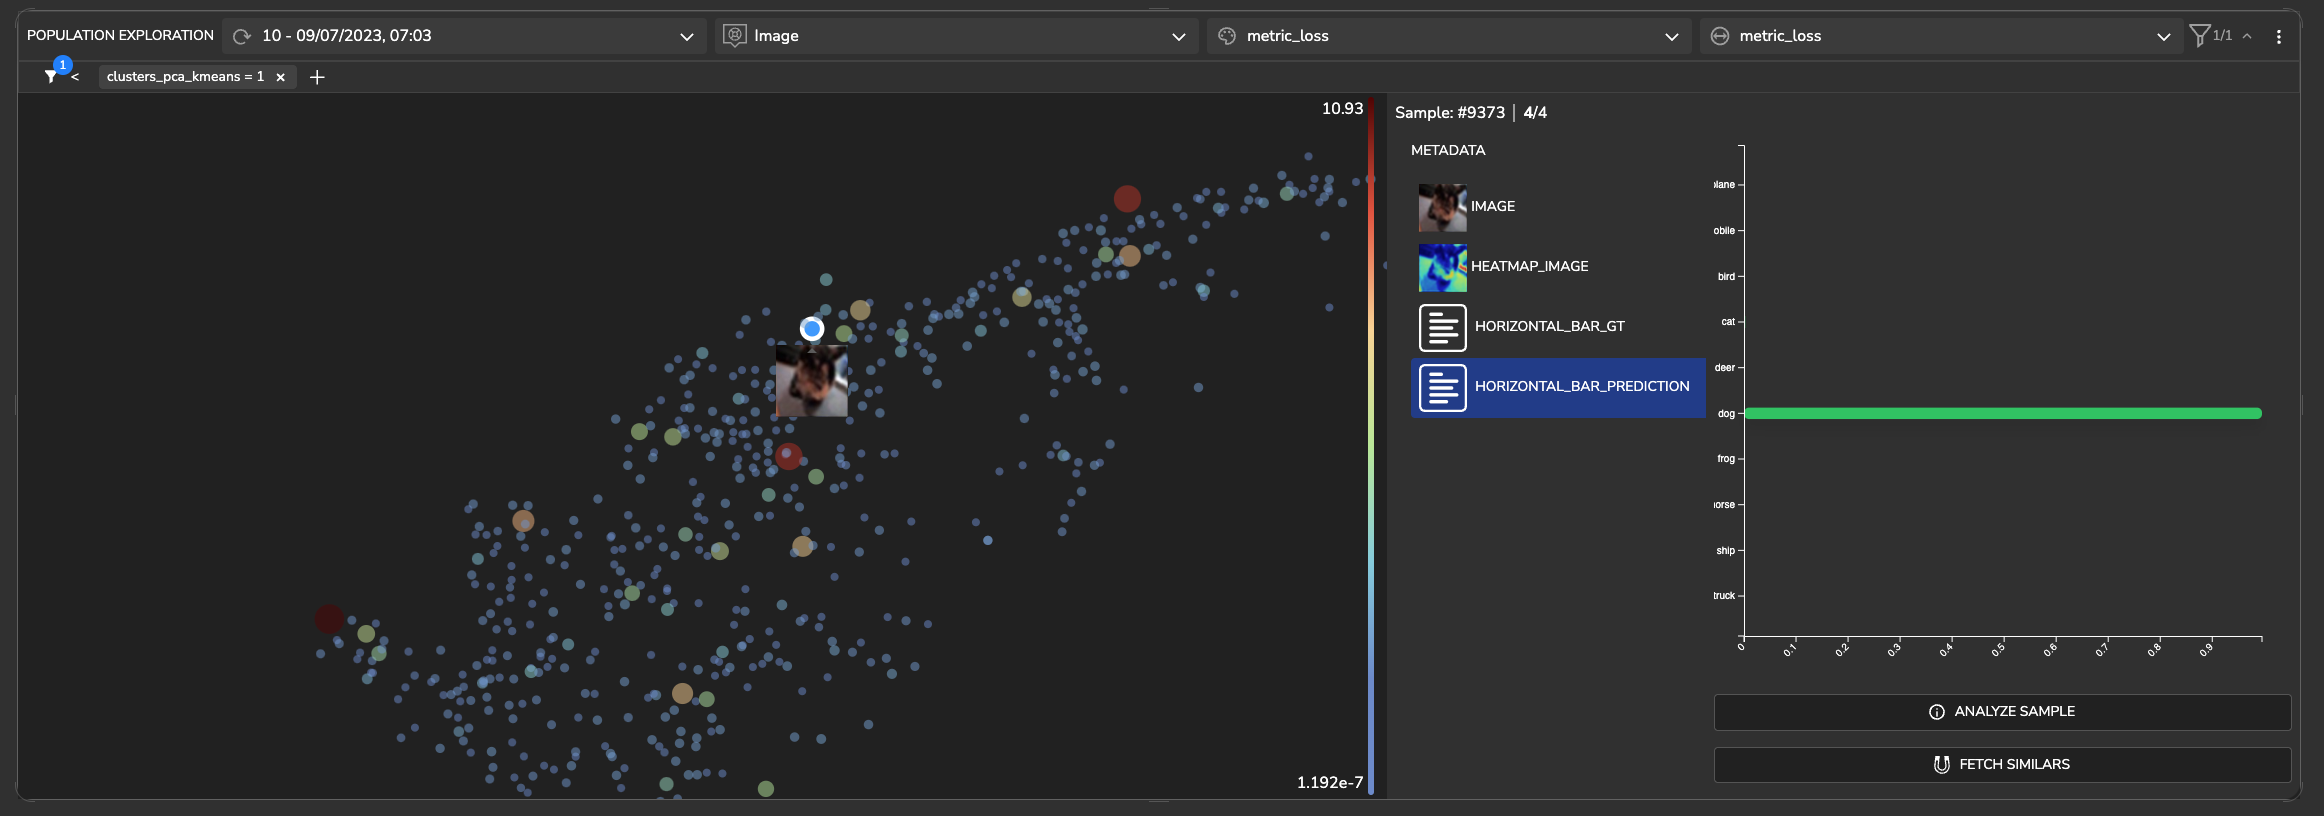 POPULATION EXPLORATION
10 - 09/07/2023, 07:03
Image
metric_loss
metric_loss
1/1
1
<
clusters_pca_kmeans = 1 ×
+
10.93
1.192e-7
Sample: #9373 | 4/4
METADATA
IMAGE
HEATMAP_IMAGE
HORIZONTAL_BAR_GT
HORIZONTAL_BAR_PREDICTION
lane
obile
bird
cat
deer
dog
frog
orse
ship
truck
0 0.1 0.2 0.3 0.4 0.5 0.6 0.7 0.8 0.9
ANALYZE SAMPLE
FETCH SIMILARS